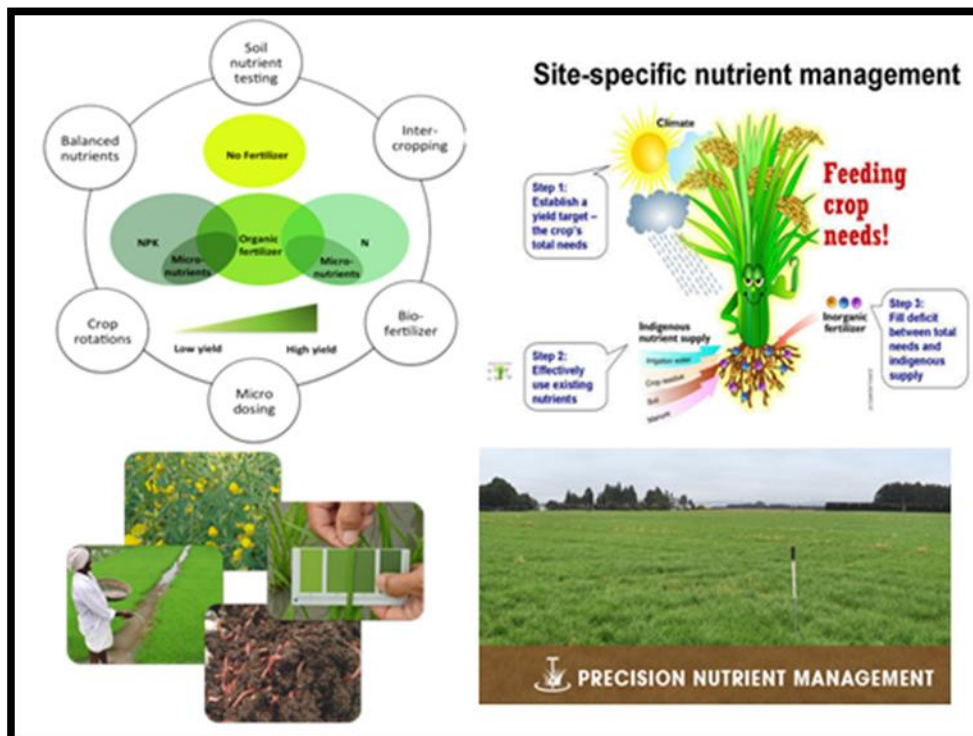 Soil
nutrient
testing
Balanced
nutrients
Inter-
cropping
No Fertilizer
NPK
Micro-
nutrients
Organic
fertilizer
N
Micro-
nutrients
Crop
rotations
Bio-
fertilizer
Low yield
High yield
Micro
dosing
Site-specific nutrient management
Climate
Step 1:
Establish a
yield target –
the crop's
total needs
Feeding
crop
needs!
Indigenous
nutrient supply
Irrigation water
Crop residue
Soil
Manure
Step 2:
Effectively
use existing
nutrients
Inorganic
fertilizer
Step 3:
Fill deficit
between total
needs and
indigenous
supply
PRECISION NUTRIENT MANAGEMENT